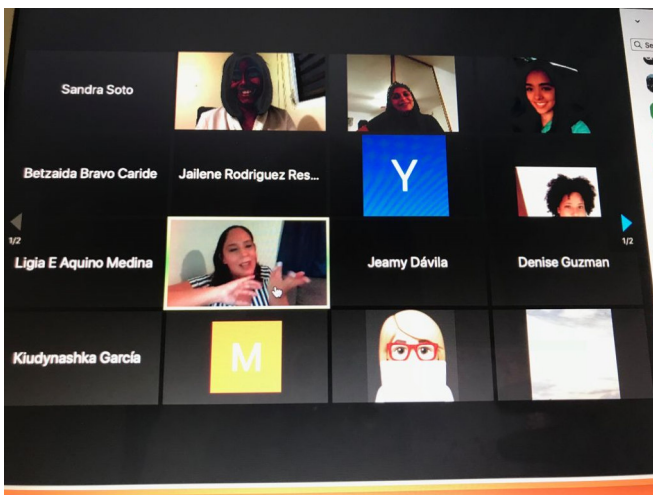 Se
Sandra Soto
Betzaida Bravo Caride
Jailene Rodriguez Res...
Y
1/2
1/2
Ligia E Aquino Medina
Jeamy Dávila
Denise Guzman
Kiudynashka García
M